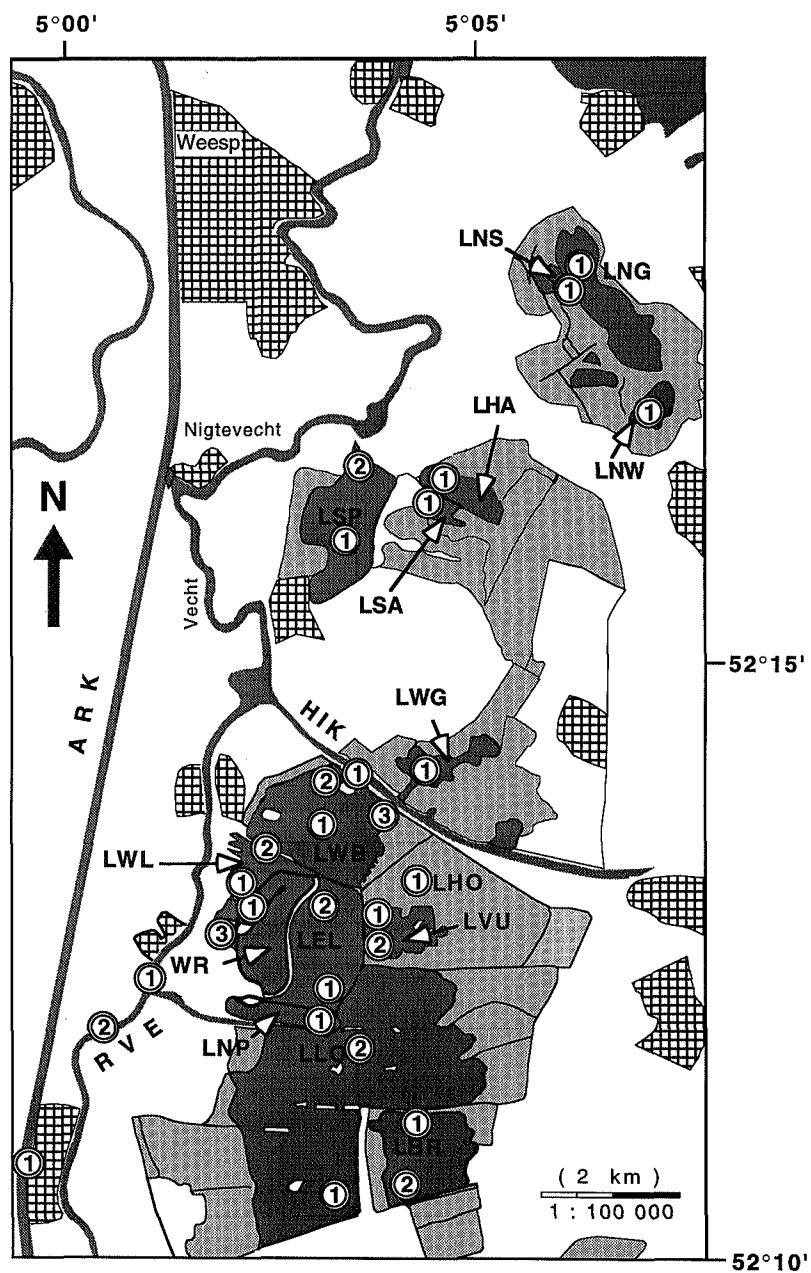 5°00' 5°05'
Weesp
LNS
1 LNG
1
LHA
1
Nigtevecht
LNW
2
1
N
LSP 1
1
Vecht
LSA
52°15'
ARK
HIK
LWG
2 1 1
3
1
LWB
2
LWL
1 1 LHO
1 2 1
LVU
3 LEL 2
WR
1 1
1
2
RVE
LNP LLO 2
1
LBR
1
2
1
( 2 km )
1 : 100 000
52°10'